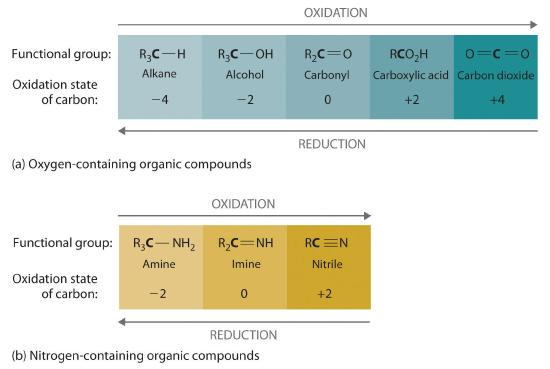 OXIDATION
Functional group: R₃C—H R₃C—OH R₂C=O RCO₂H O=C=O
Alkane Alcohol Carbonyl Carboxylic acid Carbon dioxide
Oxidation state
of carbon: −4 −2 0 +2 +4
REDUCTION
(a) Oxygen-containing organic compounds
OXIDATION
Functional group: R₃C—NH₂ R₂C=NH RC≡N
Amine Imine Nitrile
Oxidation state
of carbon: −2 0 +2
REDUCTION
(b) Nitrogen-containing organic compounds